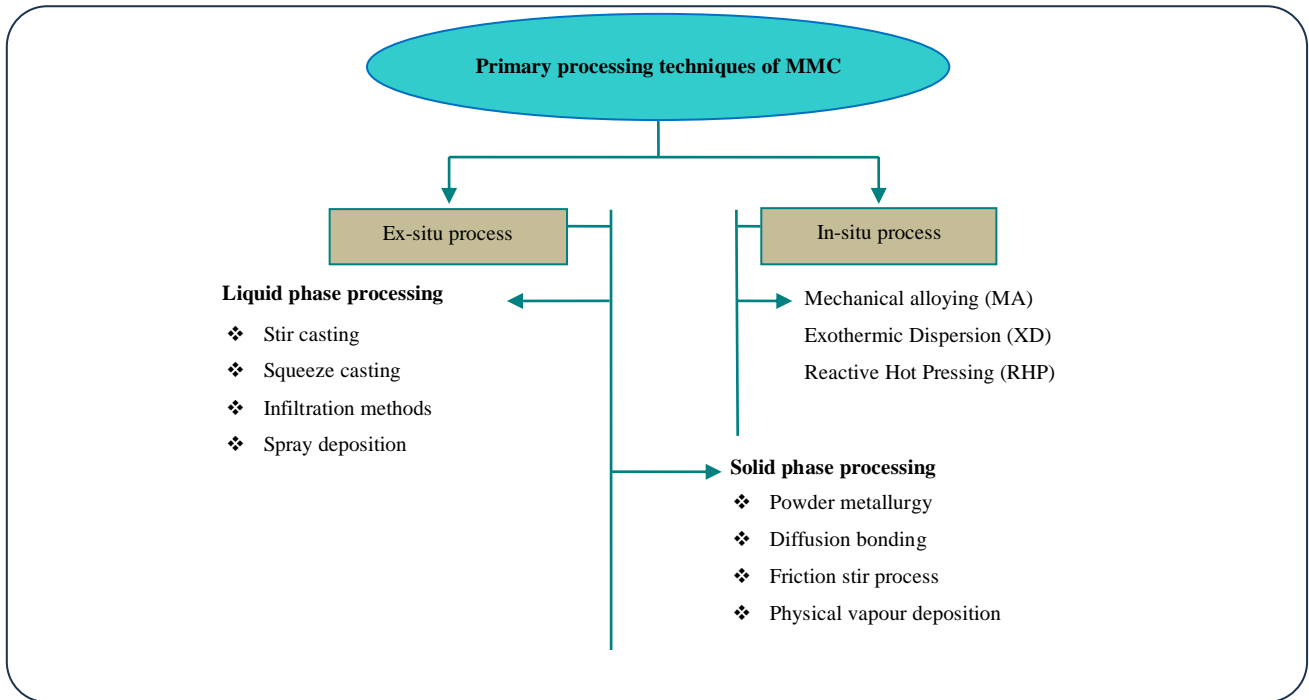 Primary processing techniques of MMC
Ex-situ process
In-situ process
Liquid phase processing
❖ Stir casting
❖ Squeeze casting
❖ Infiltration methods
❖ Spray deposition
Mechanical alloying (MA)
Exothermic Dispersion (XD)
Reactive Hot Pressing (RHP)
Solid phase processing
❖ Powder metallurgy
❖ Diffusion bonding
❖ Friction stir process
❖ Physical vapour deposition